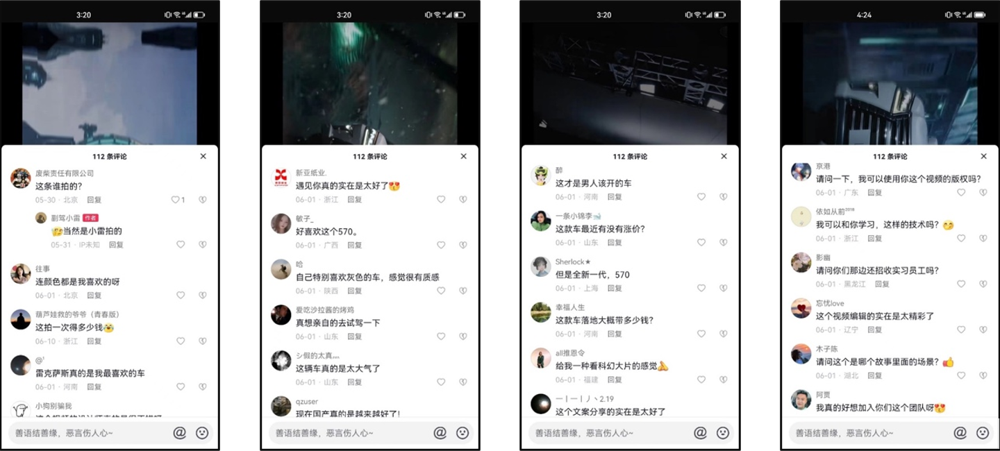 3:20
112 条评论
废柴责任有限公司
这条谁拍的?
05-30 · 北京 回复
1
剷驾小雷 作者
当然是小雷拍的
05-31 · IP未知 回复
往事
连颜色都是我喜欢的呀
06-01 · 北京 回复
葫芦娃救的爷爷（青春版）
这拍一次得多少钱
06-10 · 浙江 回复
@¹
雷克萨斯真的是我最喜欢的车
06-01 · 河南 回复
小狗别骗我
善语结善缘，恶言伤人心~
3:20
112 条评论
新亚纸业.
遇见你真的实在是太好了
06-01 · 浙江 回复
敏子_
好喜欢这个570。
06-01 · 广西 回复
哈
自己特别喜欢灰色的车，感觉很有质感
06-01 · 陕西 回复
爱吃沙拉酱的烤鸡
真想亲自的去试驾一下
06-01 · 山东 回复
シ假的太真灬
这辆车真的是太大气了
06-01 · 山东 回复
qzuser
现在国产真的是越来越好了!
善语结善缘，恶言伤人心~
3:20
112 条评论
醉
这才是男人该开的车
06-01 · 河南 回复
一条小锦李
这款车最近有没有涨价?
06-01 · 山东 回复
Sherlock★
但是全新一代，570
06-01 · 上海 回复
幸福人生
这款车落地大概带多少钱?
06-01 · 河南 回复
all推恩令
给我一种看科幻大片的感觉
06-01 · 福建 回复
一丨一丨丿丶2.19
这个文案分享的实在是太好了
善语结善缘，恶言伤人心~
4:24
112 条评论
京港
请问一下，我可以使用你这个视频的版权吗?
06-01 · 广东 回复
依如从前²⁰¹⁸
我可以和你学习，这样的技术吗?
06-01 · 浙江 回复
影幽
请问你们那边还招收实习员工吗?
06-01 · 黑龙江 回复
忘忧love
这个视频编辑的实在是太精彩了
06-01 · 辽宁 回复
木子陈
请问这个是哪个故事里面的场景?
06-01 · 湖北 回复
阿贾
我真的好想加入你们这个团队呀
善语结善缘，恶言伤人心~